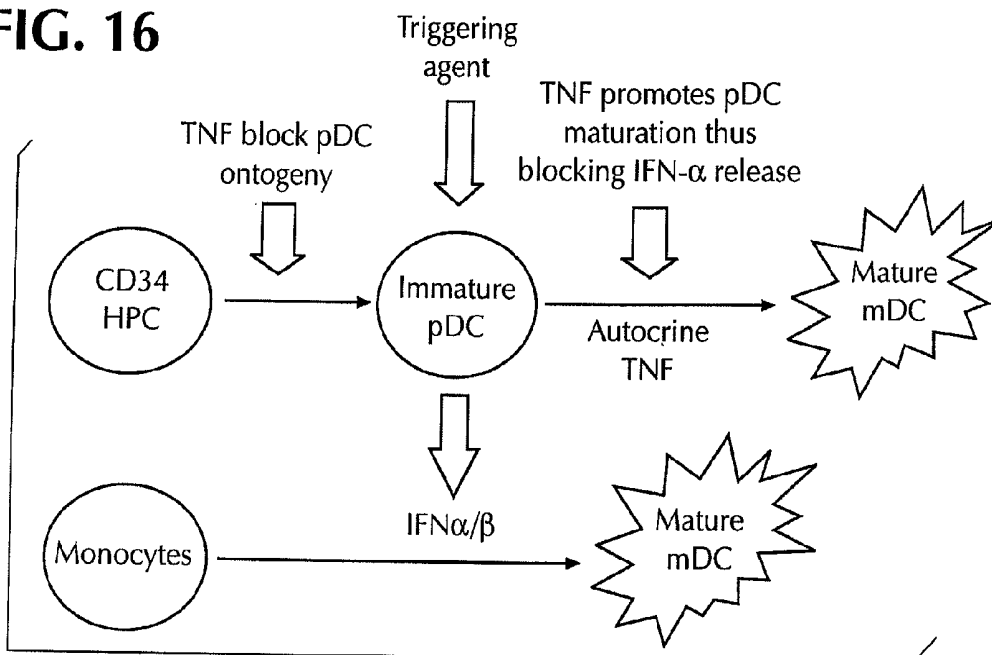 FIG. 16
Triggering
agent
TNF promotes pDC
maturation thus
blocking IFN-α release
TNF block pDC
ontogeny
CD34
HPC
Immature
pDC
Autocrine
TNF
Mature
mDC
IFNα/β
Monocytes
Mature
mDC